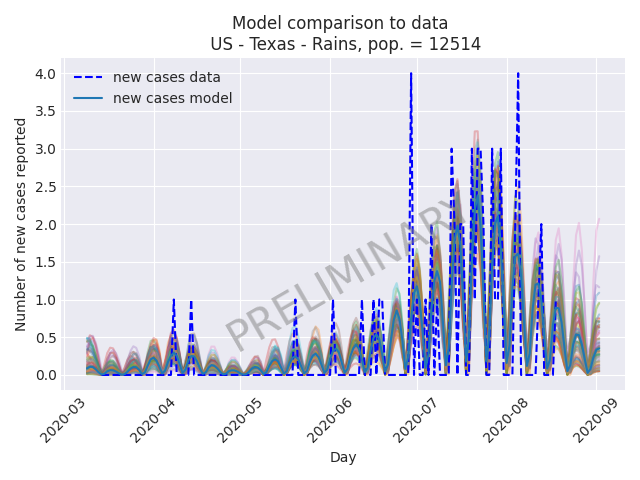 Model comparison to data
US - Texas - Rains, pop. = 12514
new cases data
new cases model
Number of new cases reported
4.0
3.5
3.0
2.5
2.0
1.5
1.0
0.5
0.0
PRELIMINARY
2020-03
2020-04
2020-05
2020-06
2020-07
2020-08
2020-09
Day